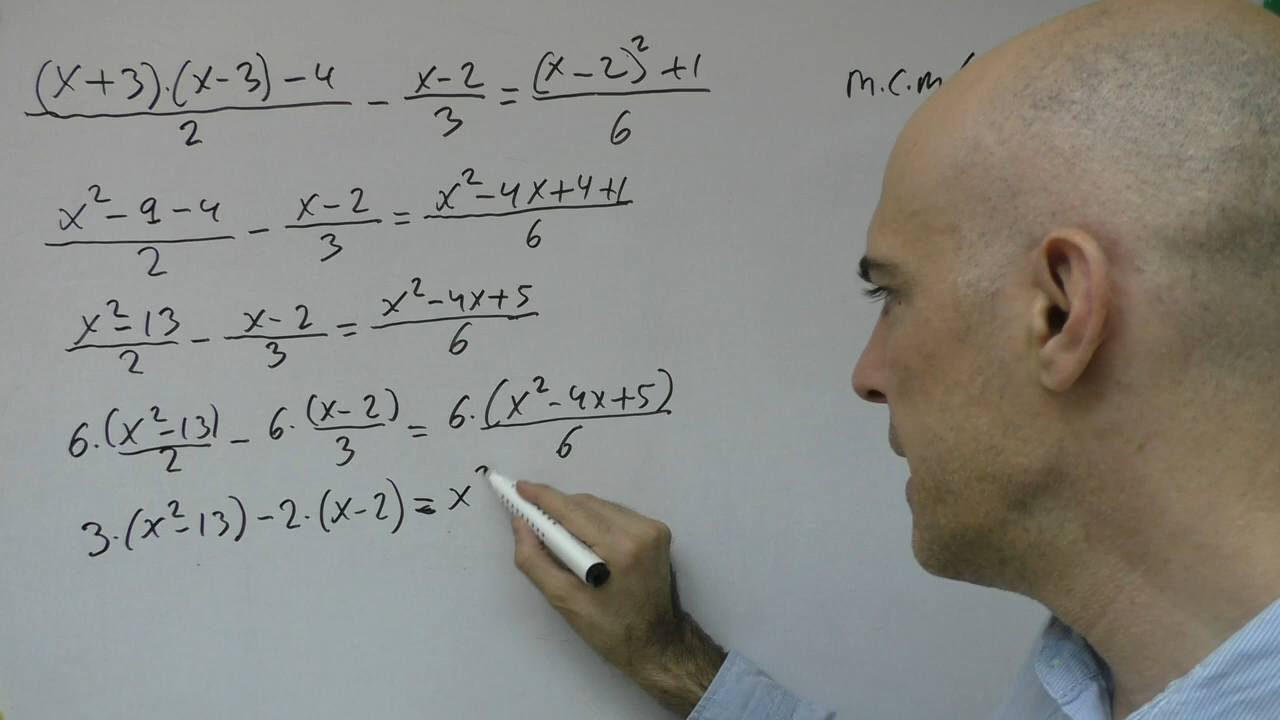 (x+3)·(x-3)-4/2 - x-2/3 = (x-2)²+1/6
m.c.m(
x²-9-4/2 - x-2/3 = x²-4x+4+1/6
x²-13/2 - x-2/3 = x²-4x+5/6
6·(x²-13)/2 - 6·(x-2)/3 = 6·(x²-4x+5)/6
3·(x²-13)-2·(x-2)=x²